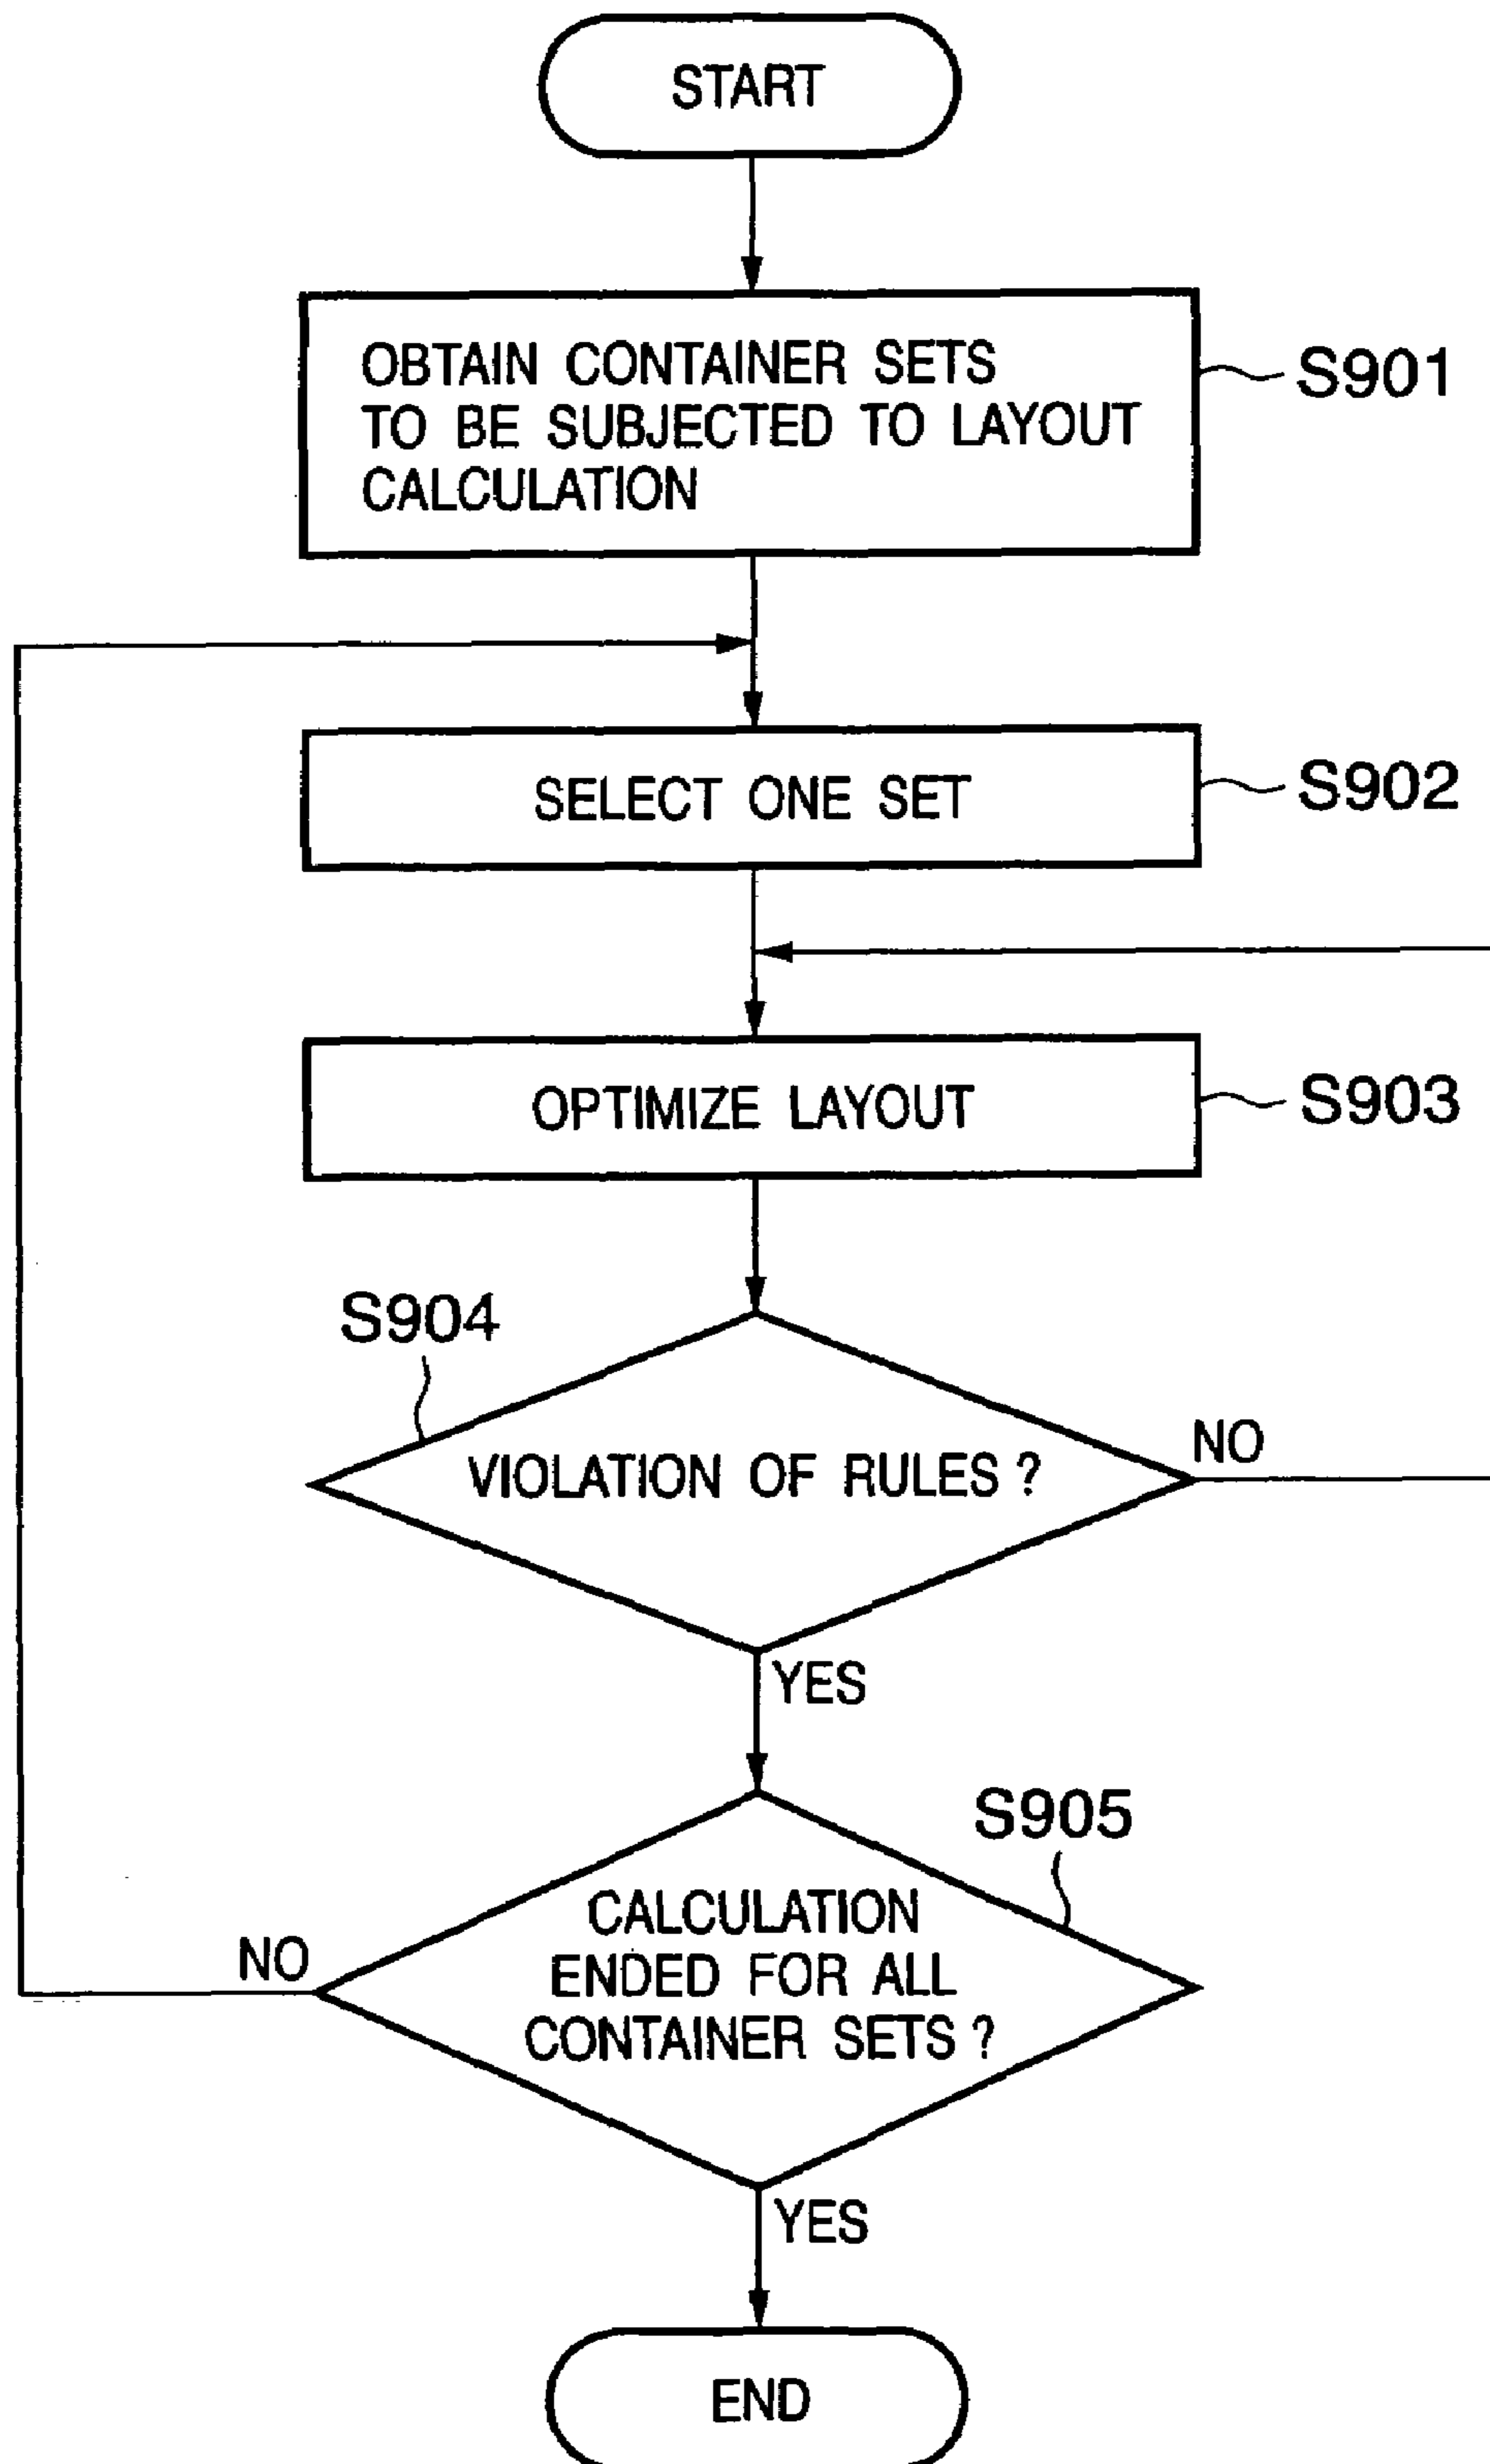 START
OBTAIN CONTAINER SETS
TO BE SUBJECTED TO LAYOUT
CALCULATION
S901
SELECT ONE SET
S902
OPTIMIZE LAYOUT
S903
S904
VIOLATION OF RULES ?
NO
YES
S905
CALCULATION
ENDED FOR ALL
CONTAINER SETS ?
NO
YES
END